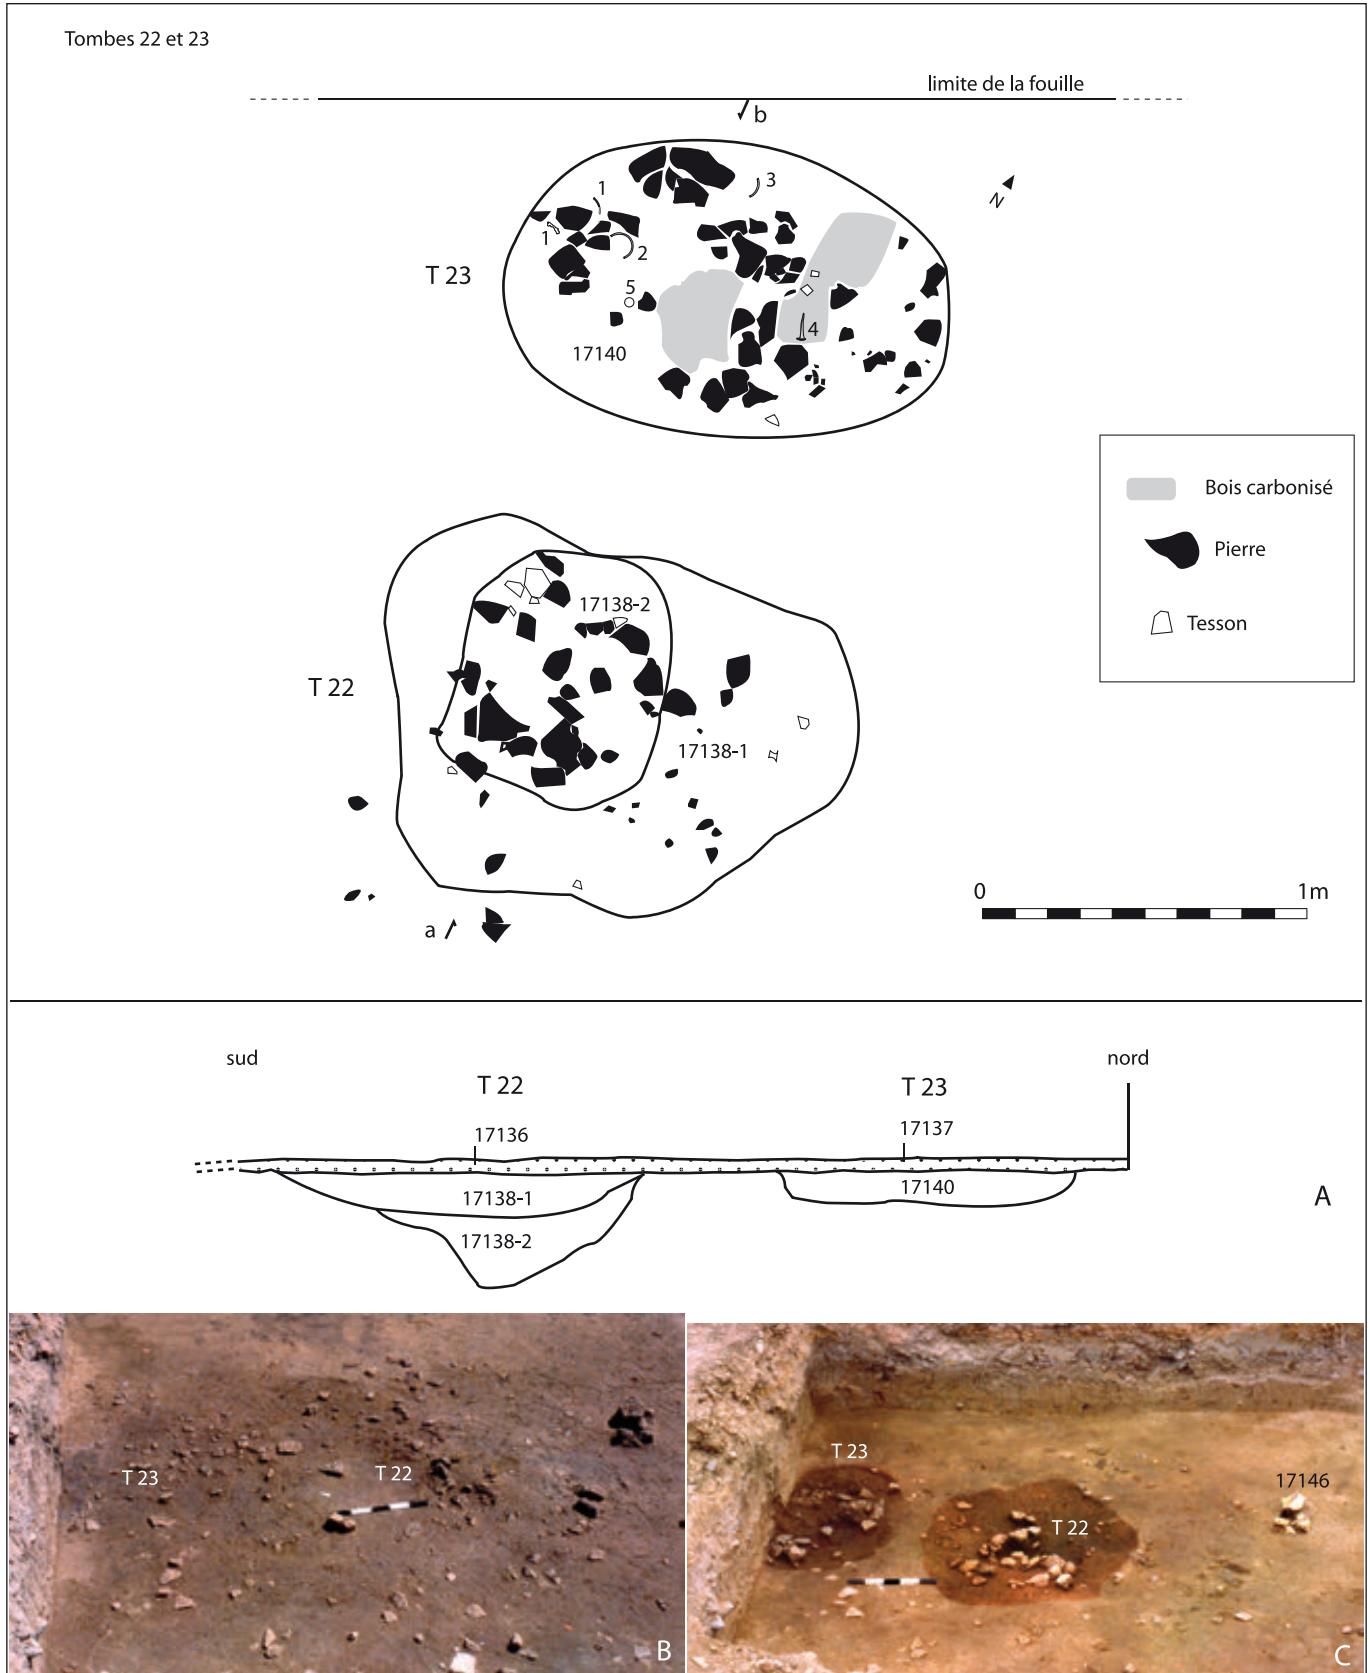 Tombes 22 et 23
limite de la fouille
b
N
1
3
1
2
T 23
5
4
17140
Bois carbonisé
Pierre
Tesson
17138-2
T 22
17138-1
0 1m
a
sud nord
T 22 T 23
17136 17137
17138-1 17140
A
17138-2
T 23 T 22
B
T 23
17146
T 22
C